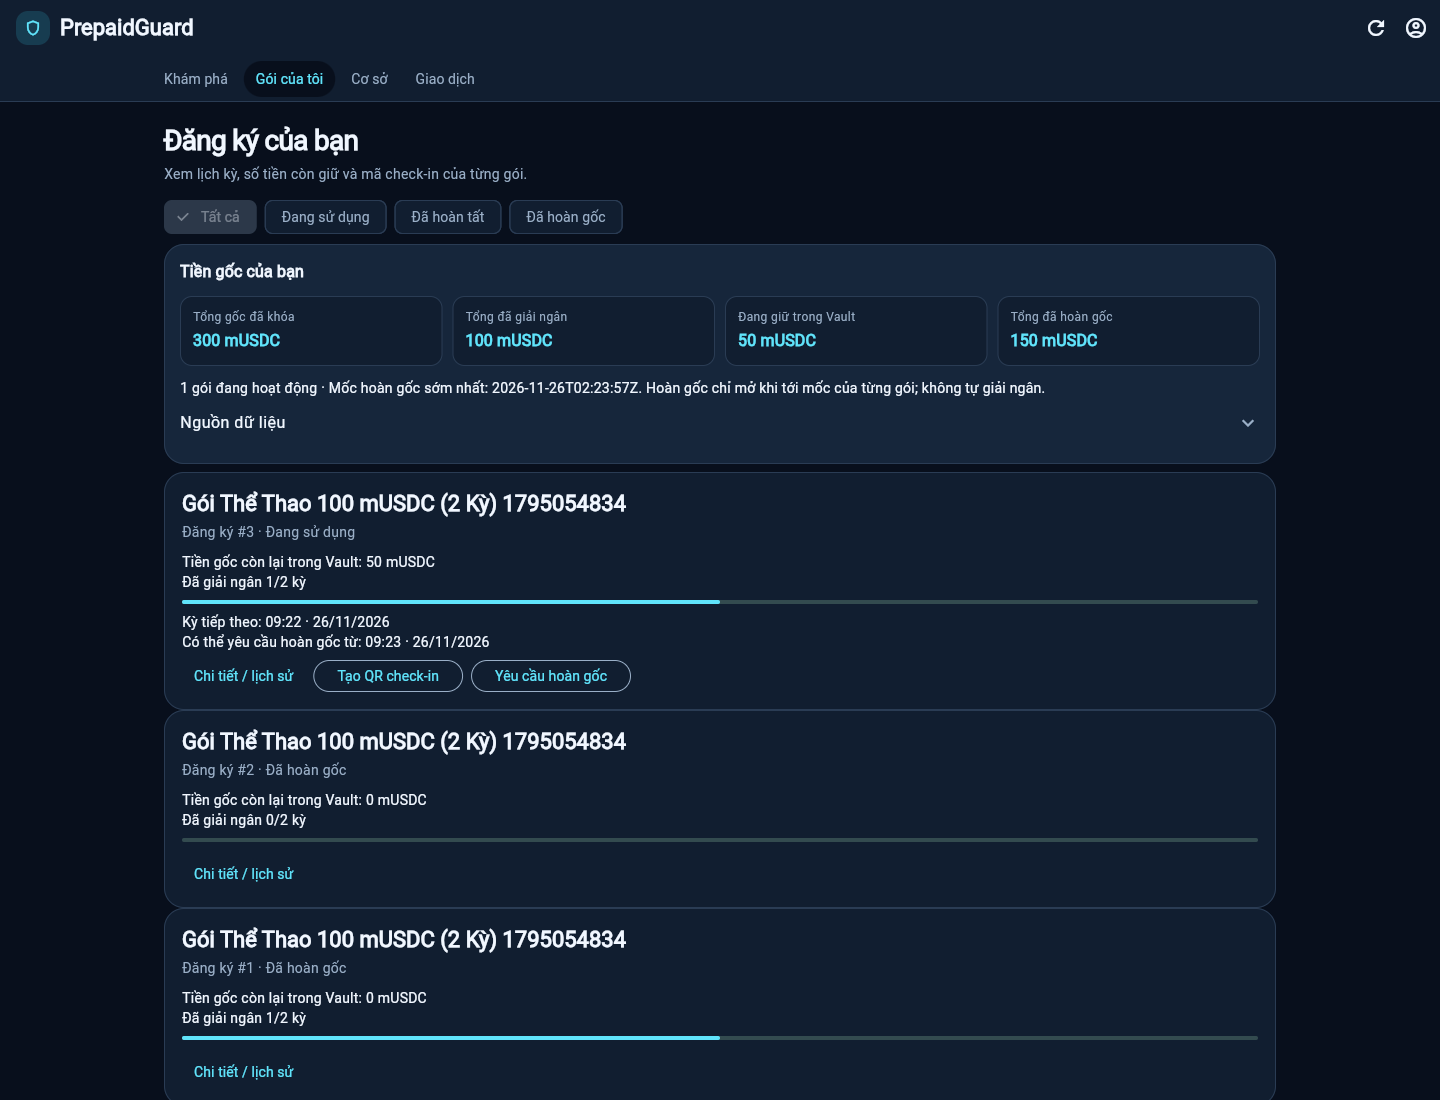 PrepaidGuard
Khám phá
Gói của tôi
Cơ sở
Giao dịch
Đăng ký của bạn
Xem lịch kỳ, số tiền còn giữ và mã check-in của từng gói.
Tất cả
Đang sử dụng
Đã hoàn tất
Đã hoàn gốc
Tiền gốc của bạn
Tổng gốc đã khóa
300 mUSDC
Tổng đã giải ngân
100 mUSDC
Đang giữ trong Vault
50 mUSDC
Tổng đã hoàn gốc
150 mUSDC
1 gói đang hoạt động · Mốc hoàn gốc sớm nhất: 2026-11-26T02:23:57Z. Hoàn gốc chỉ mở khi tới mốc của từng gói; không tự giải ngân.
Nguồn dữ liệu
Gói Thể Thao 100 mUSDC (2 Kỳ) 1795054834
Đăng ký #3 · Đang sử dụng
Tiền gốc còn lại trong Vault: 50 mUSDC
Đã giải ngân 1/2 kỳ
Kỳ tiếp theo: 09:22 · 26/11/2026
Có thể yêu cầu hoàn gốc từ: 09:23 · 26/11/2026
Chi tiết / lịch sử
Tạo QR check-in
Yêu cầu hoàn gốc
Gói Thể Thao 100 mUSDC (2 Kỳ) 1795054834
Đăng ký #2 · Đã hoàn gốc
Tiền gốc còn lại trong Vault: 0 mUSDC
Đã giải ngân 0/2 kỳ
Chi tiết / lịch sử
Gói Thể Thao 100 mUSDC (2 Kỳ) 1795054834
Đăng ký #1 · Đã hoàn gốc
Tiền gốc còn lại trong Vault: 0 mUSDC
Đã giải ngân 1/2 kỳ
Chi tiết / lịch sử